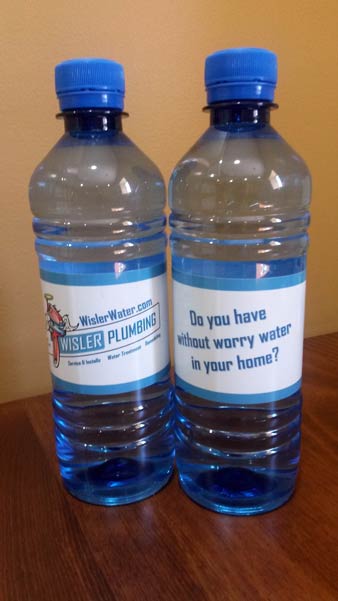 WislerWater.com
WISLER PLUMBING
Service & Installs Water Treatment Remodeling
Do you have
without worry water
in your home?